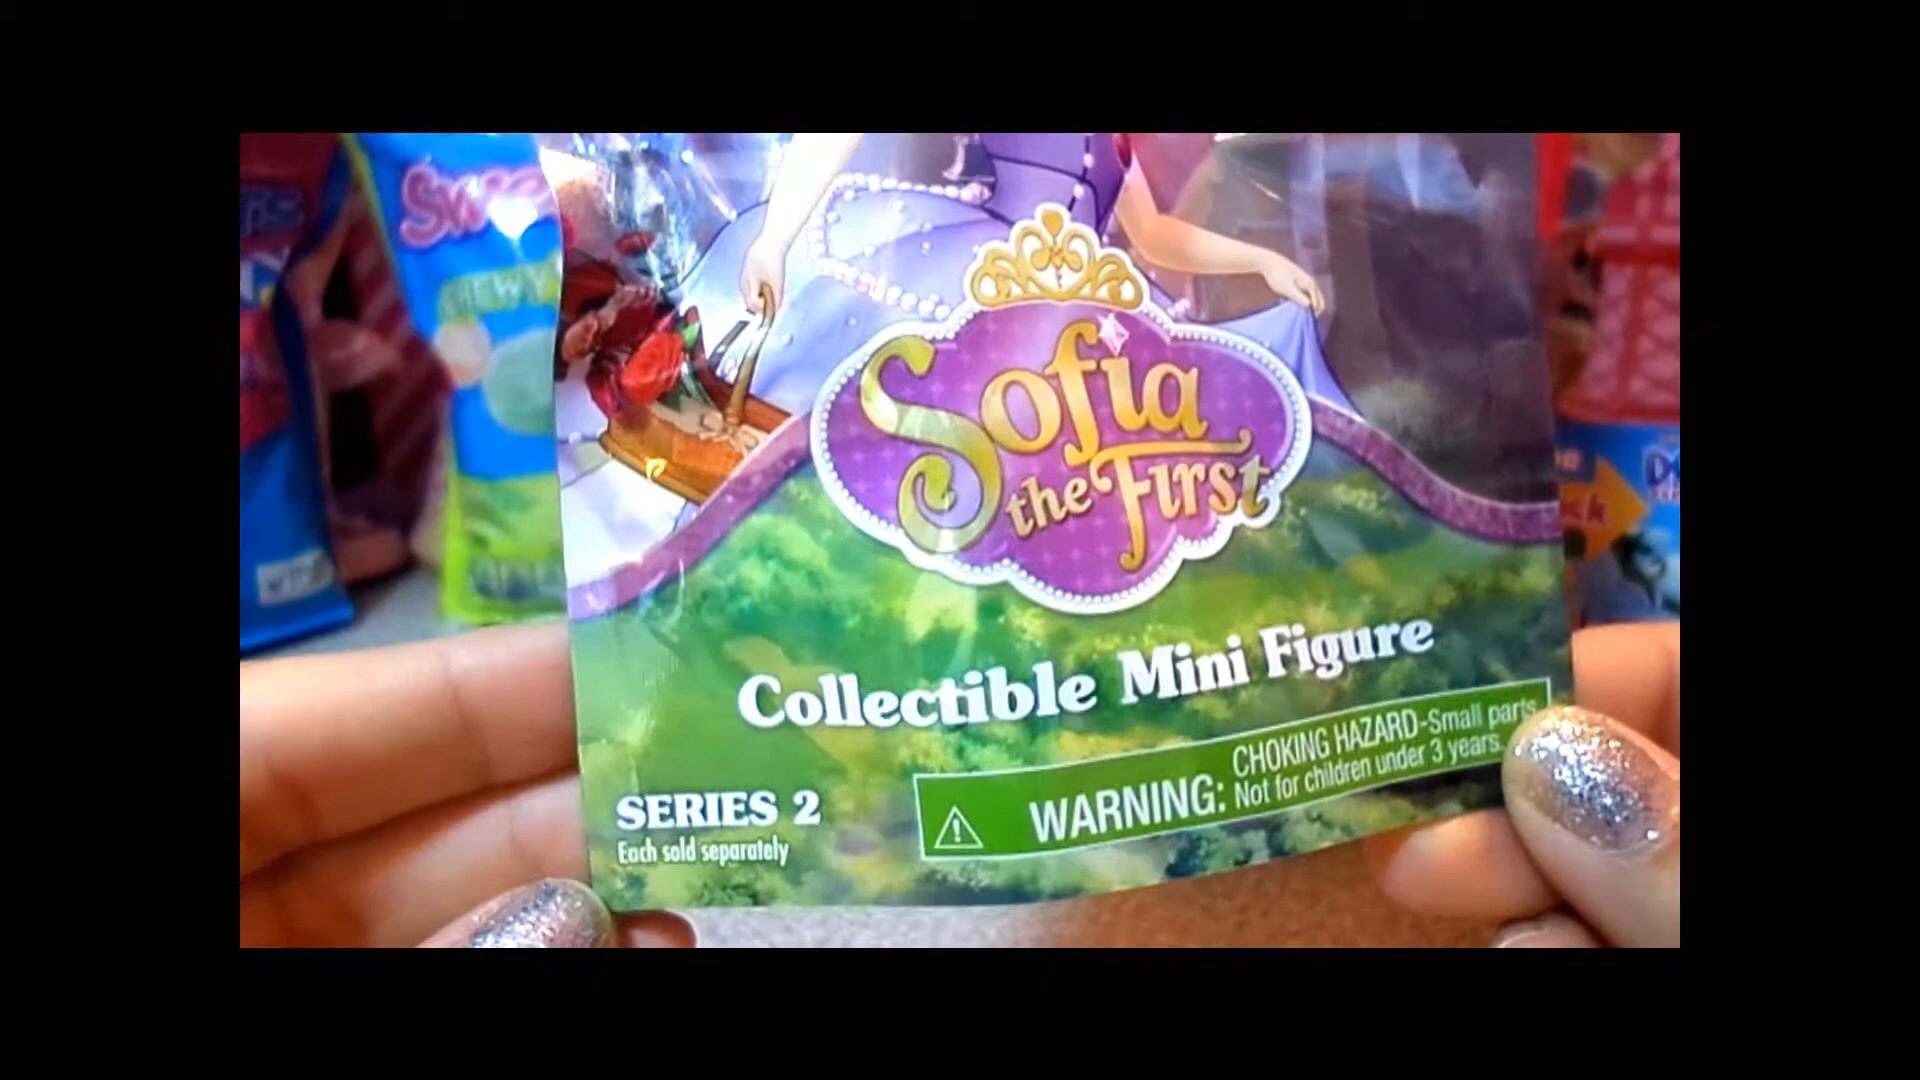 Sofia
the First
Collectible Mini Figure
CHOKING HAZARD-Small parts
WARNING: Not for children under 3 years.
SERIES 2
Each sold separately